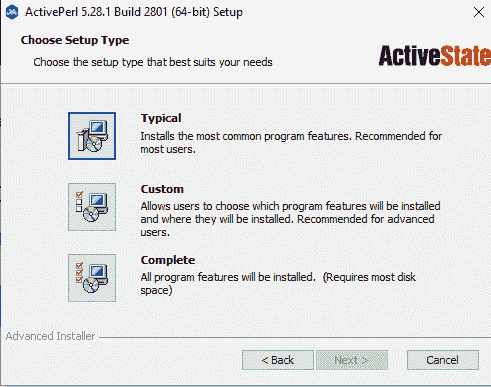 ActivePerl 5.28.1 Build 2801 (64-bit) Setup
Choose Setup Type
Choose the setup type that best suits your needs
ActiveState
Typical
Installs the most common program features. Recommended for
most users.
Custom
Allows users to choose which program features will be installed
and where they will be installed. Recommended for advanced
users.
Complete
All program features will be installed. (Requires most disk
space)
Advanced Installer
< Back
Next >
Cancel